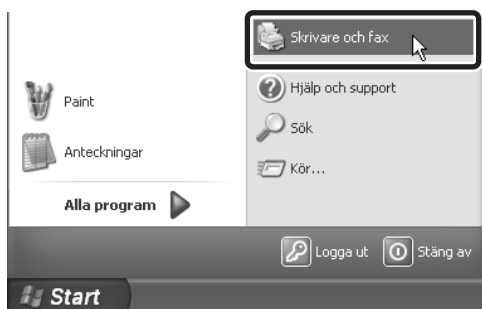 Skrivare och fax
Paint
Hjälp och support
Anteckningar
Sök
Kör...
Alla program
Logga ut
Stäng av
Start